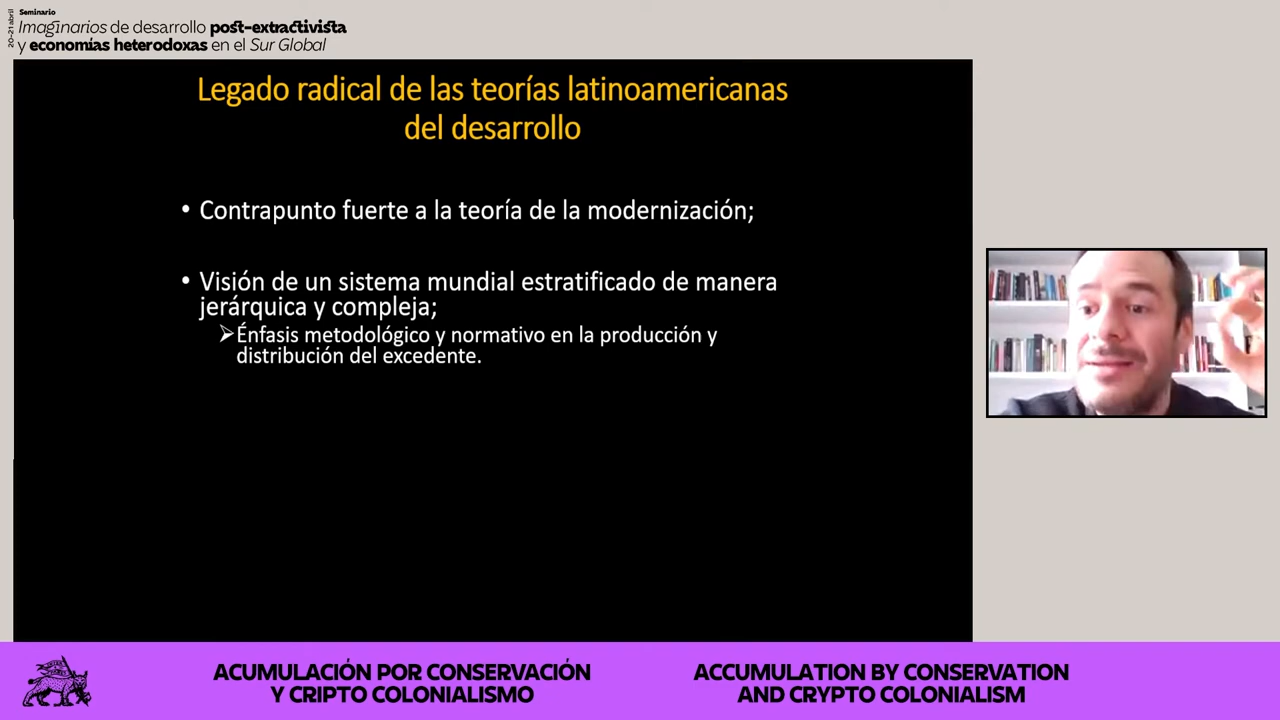 20-21 abril
Seminario
Imaginarios de desarrollo post-extractivista
y economías heterodoxas en el Sur Global
Legado radical de las teorías latinoamericanas
del desarrollo
• Contrapunto fuerte a la teoría de la modernización;
• Visión de un sistema mundial estratificado de manera
jerárquica y compleja;
➢Énfasis metodológico y normativo en la producción y
distribución del excedente.
ACUMULACIÓN POR CONSERVACIÓN
Y CRIPTO COLONIALISMO
ACCUMULATION BY CONSERVATION
AND CRYPTO COLONIALISM